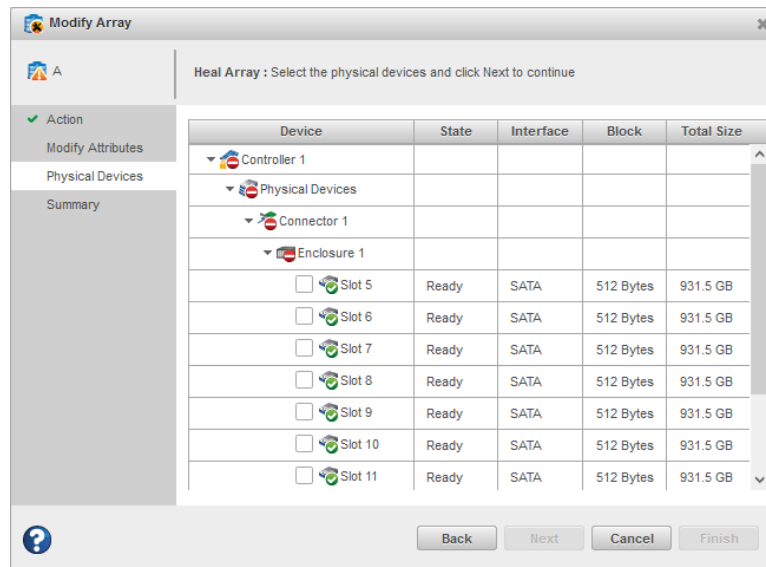 Modify Array
A
Heal Array : Select the physical devices and click Next to continue
Action
Modify Attributes
Physical Devices
Summary
Device State Interface Block Total Size
Controller 1
Physical Devices
Connector 1
Enclosure 1
Slot 5 Ready SATA 512 Bytes 931.5 GB
Slot 6 Ready SATA 512 Bytes 931.5 GB
Slot 7 Ready SATA 512 Bytes 931.5 GB
Slot 8 Ready SATA 512 Bytes 931.5 GB
Slot 9 Ready SATA 512 Bytes 931.5 GB
Slot 10 Ready SATA 512 Bytes 931.5 GB
Slot 11 Ready SATA 512 Bytes 931.5 GB
? Back Next Cancel Finish